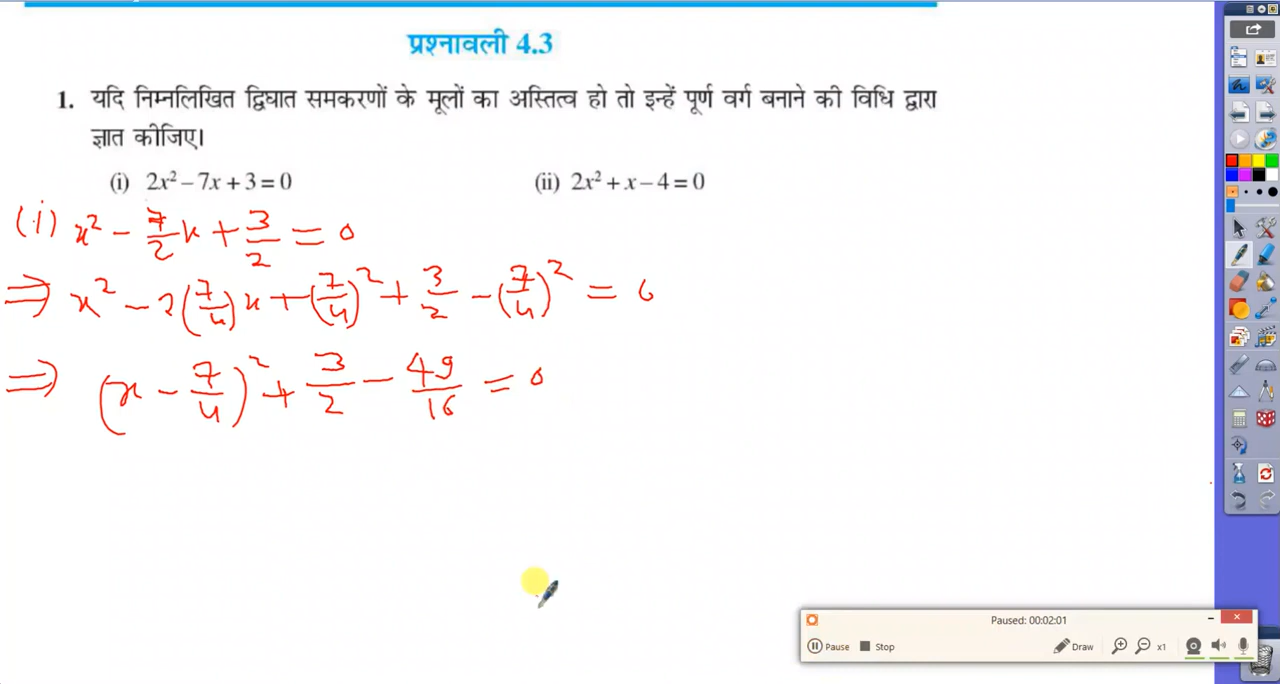 प्रश्नावली 4.3
1. यदि निम्नलिखित द्विघात समकरणों के मूलों का अस्तित्व हो तो इन्हें पूर्ण वर्ग बनाने की विधि द्वारा
ज्ञात कीजिए।
(i) 2x² – 7x + 3 = 0 (ii) 2x² + x – 4 = 0
(i) x² - 7/2 x + 3/2 = 0
⇒ x² - 2(7/4)x + (7/4)² + 3/2 - (7/4)² = 0
⇒ (x - 7/4)² + 3/2 - 49/16 = 0
Paused: 00:02:01
Pause Stop Draw x1